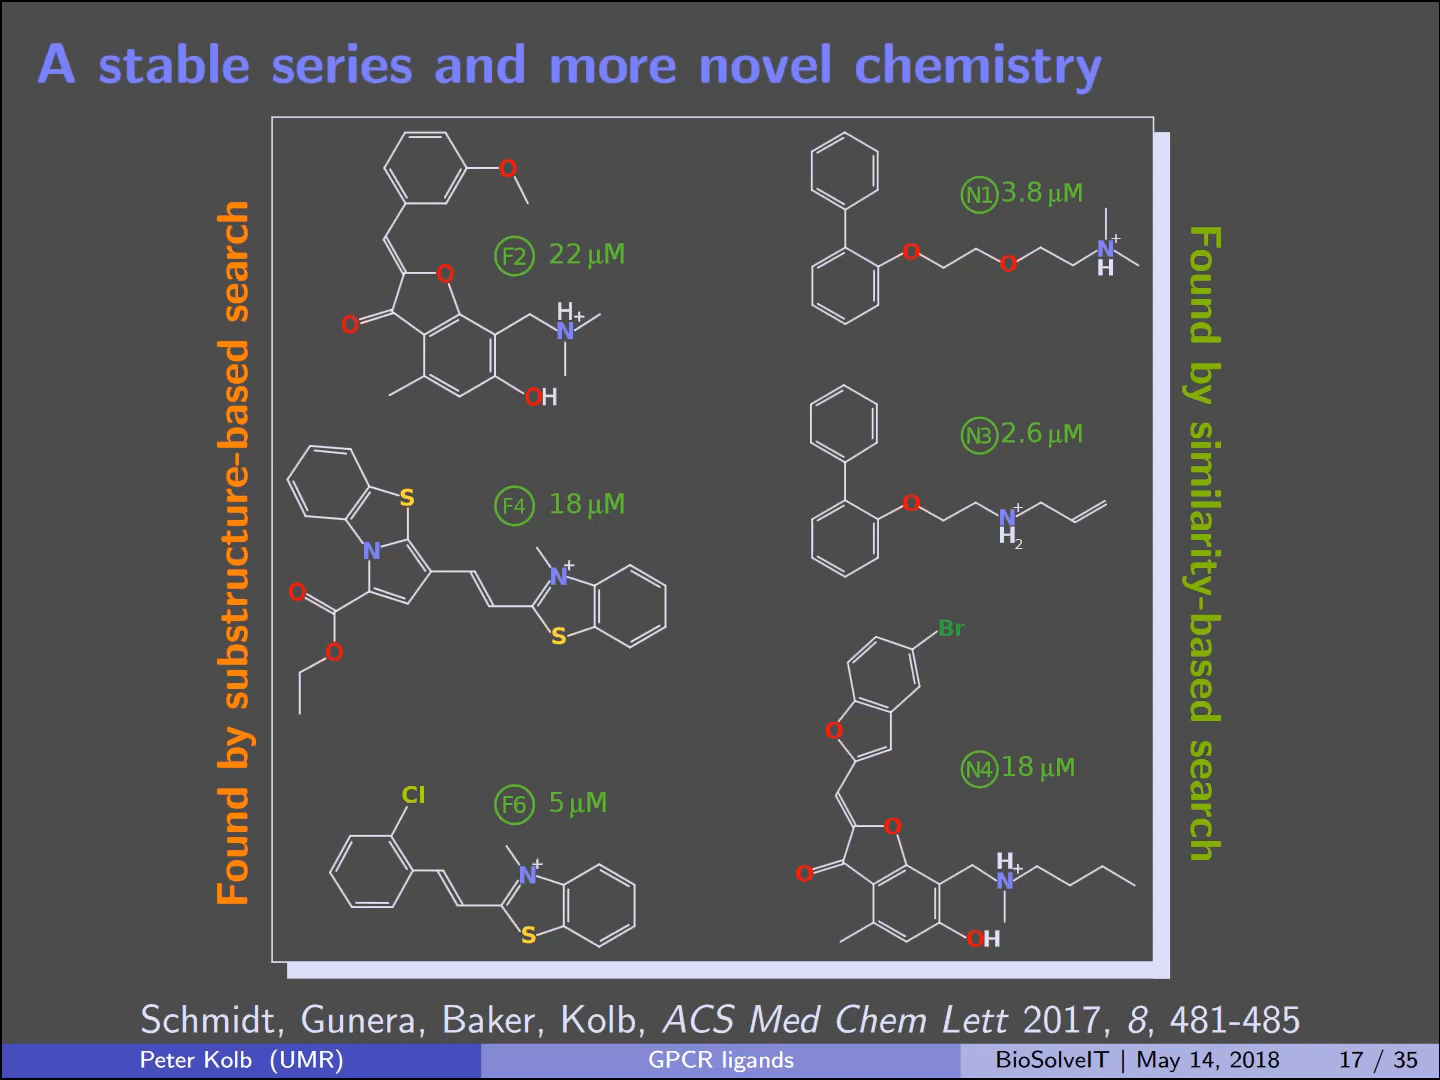 A stable series and more novel chemistry
Found by substructure-based search
O
F2 22 µM
O
O
H
N+
OH
S
F4 18 µM
N
N+
O
S
O
Cl
F6 5 µM
N+
S
N1 3.8 µM
O
O
N+
H
N3 2.6 µM
O
N+
H2
Br
O
N4 18 µM
O
O
H
N+
OH
Found by similarity-based search
Schmidt, Gunera, Baker, Kolb, ACS Med Chem Lett 2017, 8, 481-485
Peter Kolb (UMR) GPCR ligands BioSolveIT | May 14, 2018 17 / 35